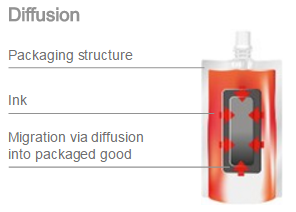 Diffusion
Packaging structure
Ink
Migration via diffusion
into packaged good